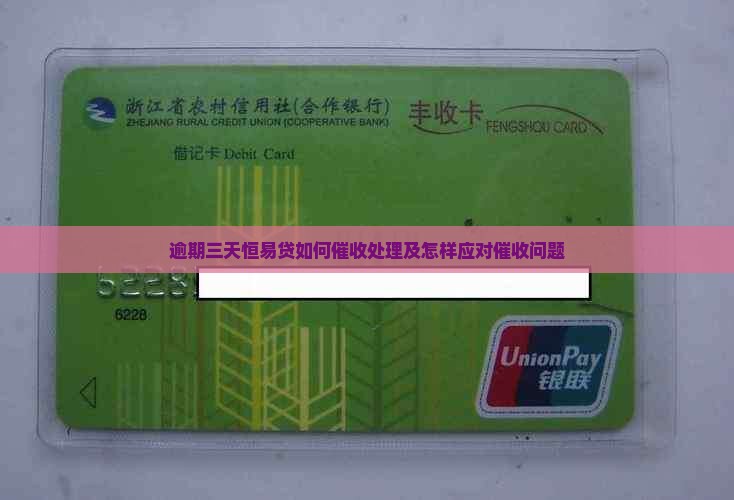 浙江省农村信用社(合作银行)
ZHEJIANG RURAL CREDIT UNION (COOPERATIVE BANK)
丰收卡
FENGSHOU CARD
借记卡 Debit Card
逾期三天恒易贷如何催收处理及怎样应对催收问题
6228
6228
UnionPay
银联